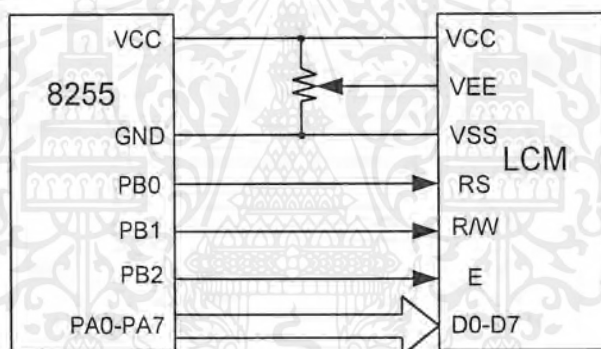 VCC VCC
8255 VEE
GND VSS
LCM
PB0 RS
PB1 R/W
PB2 E
PA0-PA7 D0-D7